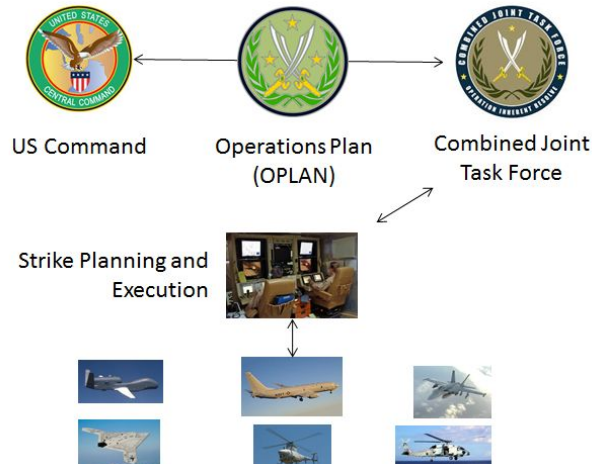 UNITED STATES
CENTRAL COMMAND
COMBINED JOINT TASK FORCE
OPERATION INHERENT RESOLVE
US Command
Operations Plan
(OPLAN)
Combined Joint
Task Force
Strike Planning and
Execution